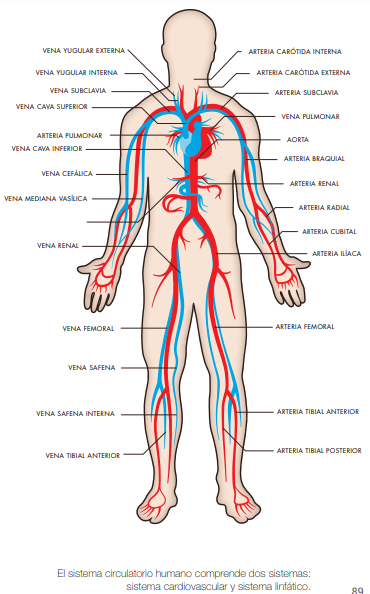 VENA YUGULAR EXTERNA
VENA YUGULAR INTERNA
VENA SUBCLAVIA
VENA CAVA SUPERIOR
ARTERIA PULMONAR
VENA CAVA INFERIOR
VENA CEFÁLICA
VENA MEDIANA VASÍLICA
VENA RENAL
VENA FEMORAL
VENA SAFENA
VENA SAFENA INTERNA
VENA TIBIAL ANTERIOR
ARTERIA CARÓTIDA INTERNA
ARTERIA CARÓTIDA EXTERNA
ARTERIA SUBCLAVIA
VENA PULMONAR
AORTA
ARTERIA BRAQUIAL
ARTERIA RENAL
ARTERIA RADIAL
ARTERIA CUBITAL
ARTERIA ILÍACA
ARTERIA FEMORAL
ARTERIA TIBIAL ANTERIOR
ARTERIA TIBIAL POSTERIOR
El sistema circulatorio humano comprende dos sistemas:
sistema cardiovascular y sistema linfático.
89